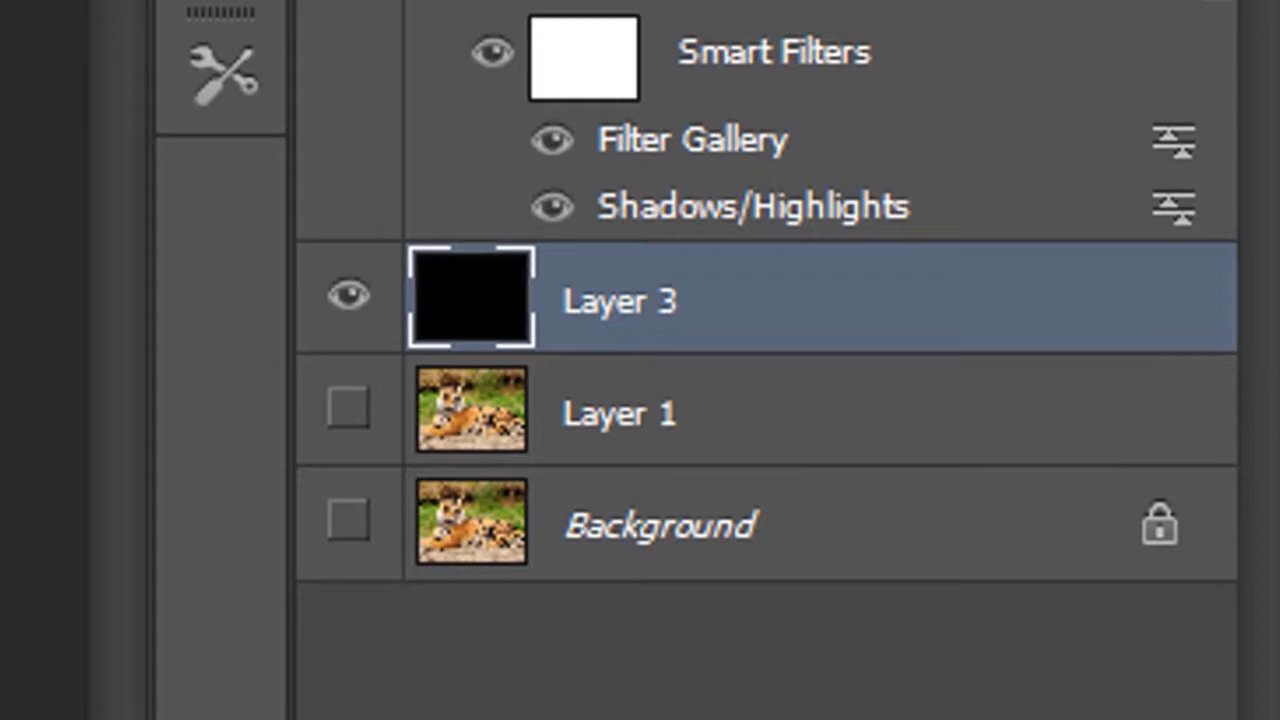 Smart Filters
Filter Gallery
Shadows/Highlights
Layer 3
Layer 1
Background